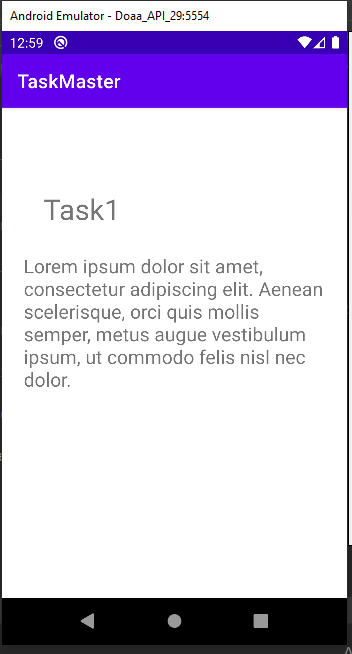 Android Emulator - Doaa_API_29:5554
12:59
TaskMaster
Task1
Lorem ipsum dolor sit amet,
consectetur adipiscing elit. Aenean
scelerisque, orci quis mollis
semper, metus augue vestibulum
ipsum, ut commodo felis nisl nec
dolor.